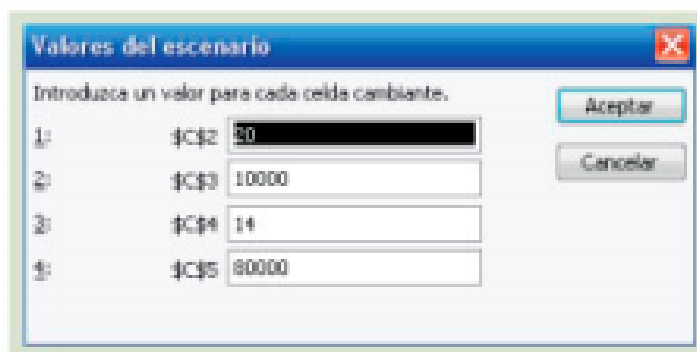 Valores del escenario
Introduzca un valor para cada celda cambiante.
Aceptar
1: $C$2
2: $C$3 10000
Cancelar
3: $C$4 14
4: $C$5 80000